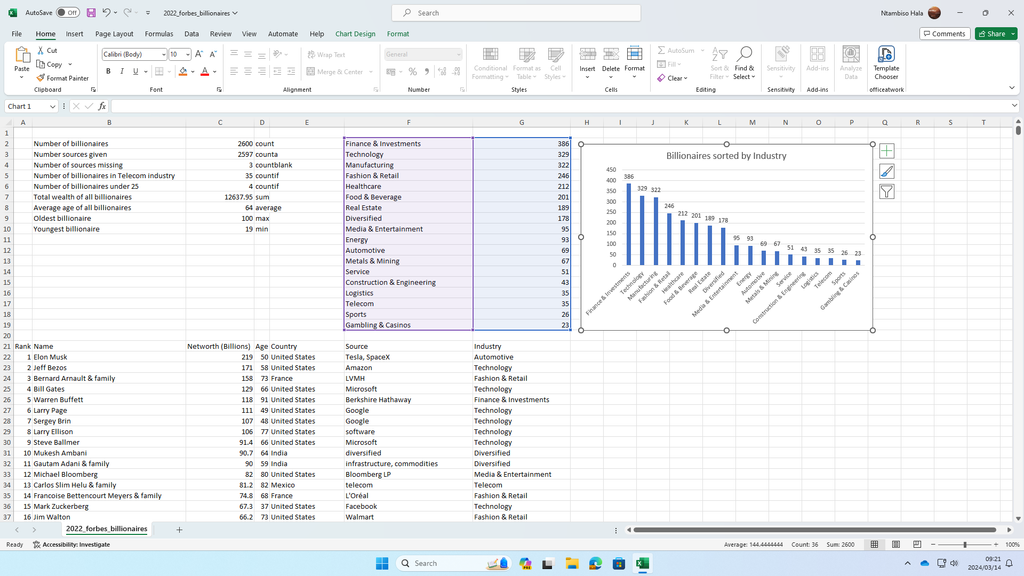 AutoSave Off 2022_forbes_billionaires Search Ntambiso Hala
File Home Insert Page Layout Formulas Data Review View Automate Help Chart Design Format Comments Share
Paste Cut Copy Format Painter Clipboard
Calibri (Body) 10 B I U Font
Wrap Text Merge & Center Alignment
General Number
Conditional Formatting Format as Table Cell Styles Styles
Insert Delete Format Cells
AutoSum Fill Clear Sort & Filter Find & Select Editing
Sensitivity Sensitivity
Add-ins Add-ins
Analyze Data
Template Choose officeatwork
Chart 1 fx
A B C D E F G H I J K L M N O P Q R S T
1
2 Number of billionaires 2600 count Finance & Investments 386
3 Number sources given 2597 counta Technology 329
4 Number of sources missing 3 countblank Manufacturing 322
5 Number of billionaires in Telecom industry 35 countif Fashion & Retail 246
6 Number of billionaires under 25 4 countif Healthcare 212
7 Total wealth of all billionaires 12637.95 sum Food & Beverage 201
8 Average age of all billionaires 64 average Real Estate 189
9 Oldest billionaire 100 max Diversified 178
10 Youngest billionaire 19 min Media & Entertainment 95
11 Energy 93
12 Automotive 69
13 Metals & Mining 67
14 Service 51
15 Construction & Engineering 43
16 Logistics 35
17 Telecom 35
18 Sports 26
19 Gambling & Casinos 23
20
Billionaires sorted by Industry
450
400
350
300
250
200
150
100
50
0
386 329 322 246 212 201 189 178 95 93 69 67 51 43 35 35 26 23
Finance & Investments
Technology
Manufacturing
Fashion & Retail
Healthcare
Food & Beverage
Real Estate
Diversified
Media & Entertainment
Energy
Automotive
Metals & Mining
Service
Construction & Engineering
Logistics
Telecom
Sports
Gambling & Casinos
21 Rank Name Networth (Billions) Age Country Source Industry
22 1 Elon Musk 219 50 United States Tesla, SpaceX Automotive
23 2 Jeff Bezos 171 58 United States Amazon Technology
24 3 Bernard Arnault & family 158 73 France LVMH Fashion & Retail
25 4 Bill Gates 129 66 United States Microsoft Technology
26 5 Warren Buffett 118 91 United States Berkshire Hathaway Finance & Investments
27 6 Larry Page 111 49 United States Google Technology
28 7 Sergey Brin 107 48 United States Google Technology
29 8 Larry Ellison 106 77 United States software Technology
30 9 Steve Ballmer 91.4 66 United States Microsoft Technology
31 10 Mukesh Ambani 90.7 64 India diversified Diversified
32 11 Gautam Adani & family 90 59 India infrastructure, commodities Diversified
33 12 Michael Bloomberg 82 80 United States Bloomberg LP Media & Entertainment
34 13 Carlos Slim Helu & family 81.2 82 Mexico telecom Telecom
35 14 Francoise Bettencourt Meyers & family 74.8 68 France L'Oréal Fashion & Retail
36 15 Mark Zuckerberg 67.3 37 United States Facebook Technology
37 16 Jim Walton 66.2 73 United States Walmart Fashion & Retail
2022_forbes_billionaires
Ready Accessibility: Investigate Average: 144.4444444 Count: 36 Sum: 2600 100%
Search 09:21
2024/03/14